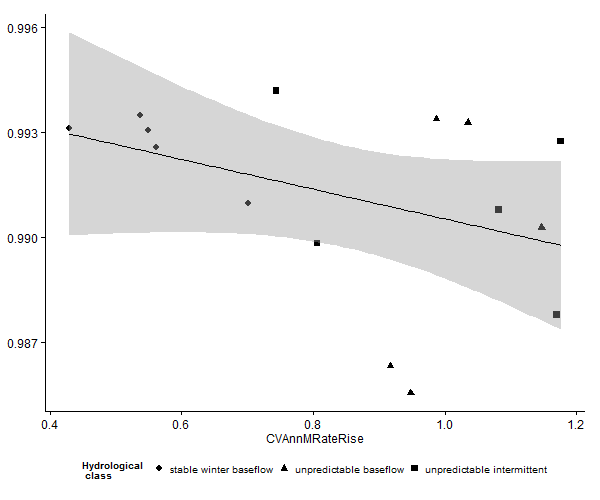 0.996
0.993
0.990
0.987
0.4 0.6 0.8 1.0 1.2
CVAnnMRateRise
Hydrological
class
stable winter baseflow unpredictable baseflow unpredictable intermittent